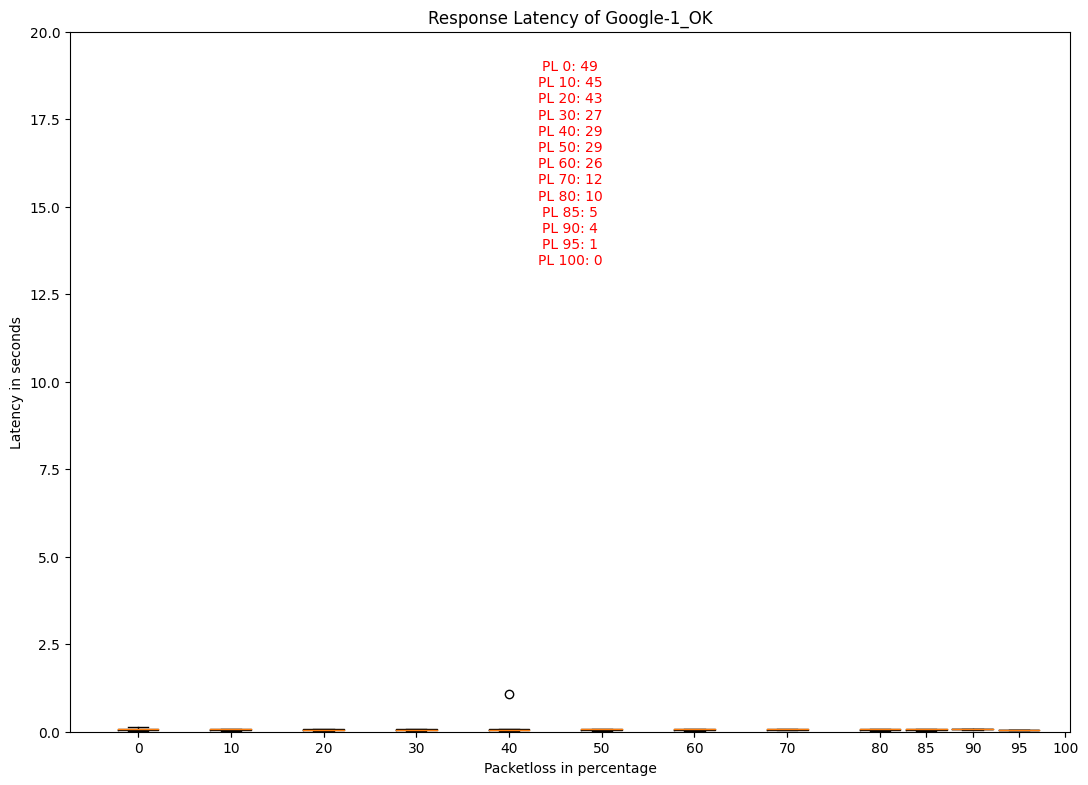 Response Latency of Google-1_OK
20.0
17.5
15.0
12.5
10.0
7.5
5.0
2.5
0.0
Latency in seconds
PL 0: 49
PL 10: 45
PL 20: 43
PL 30: 27
PL 40: 29
PL 50: 29
PL 60: 26
PL 70: 12
PL 80: 10
PL 85: 5
PL 90: 4
PL 95: 1
PL 100: 0
0 10 20 30 40 50 60 70 80 85 90 95 100
Packetloss in percentage